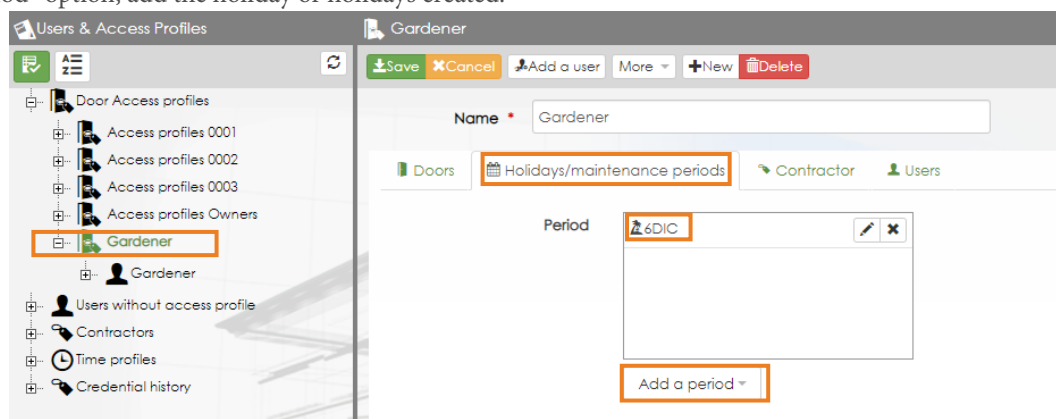 od" option, add the holiday or holidays created.
Users & Access Profiles
Gardener
Save Cancel Add a user More New Delete
Door Access profiles
Access profiles 0001
Access profiles 0002
Access profiles 0003
Access profiles Owners
Gardener
Gardener
Users without access profile
Contractors
Time profiles
Credential history
Name * Gardener
Doors Holidays/maintenance periods Contractor Users
Period
6DIC
Add a period